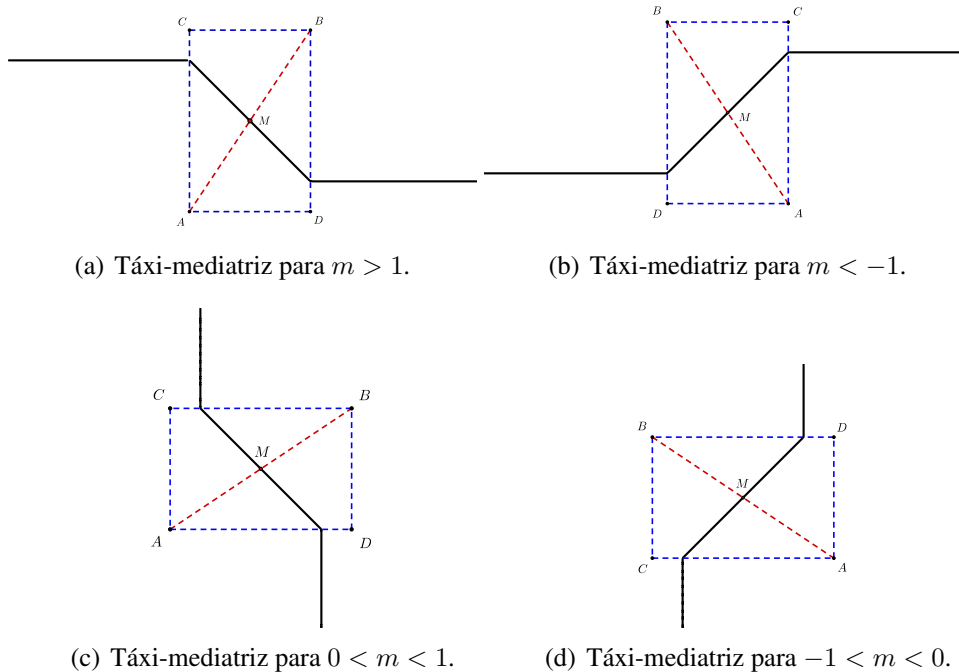 C B B C
M M
A D D A
(a) Táxi-mediatriz para m > 1.
(b) Táxi-mediatriz para m < −1.
C B B D
M M
A D C A
(c) Táxi-mediatriz para 0 < m < 1.
(d) Táxi-mediatriz para −1 < m < 0.